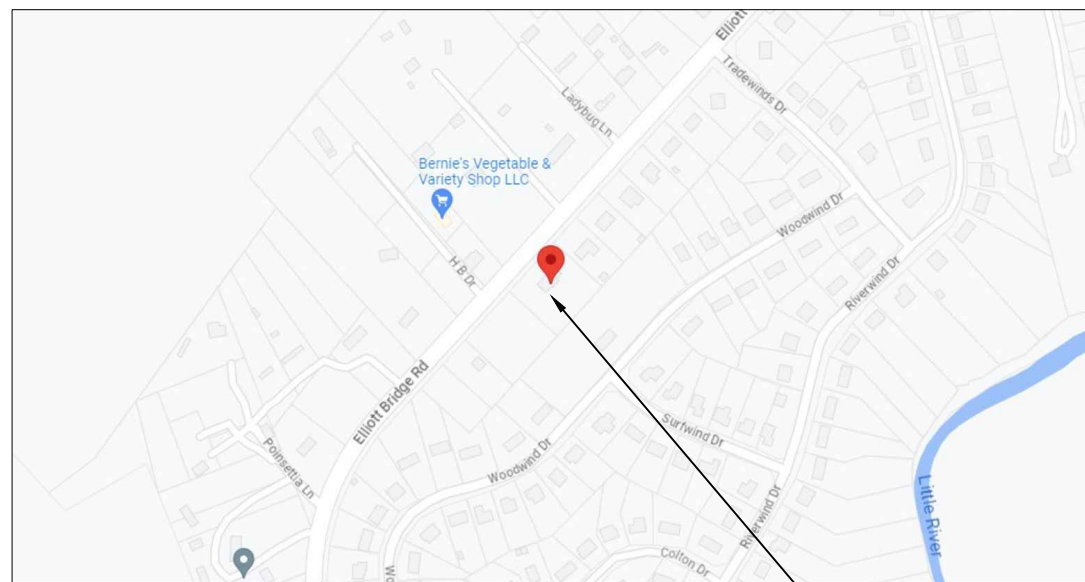 Elliott
Tradewinds Dr
Ladybug Ln
Bernie's Vegetable &
Variety Shop LLC
Woodwind Dr
H B Dr
Riverwind Dr
Elliott Bridge Rd
Surfwind Dr
Poinsettia Ln
Woodwind Dr
Little River
Riverwind Dr
Colton Dr
Wo